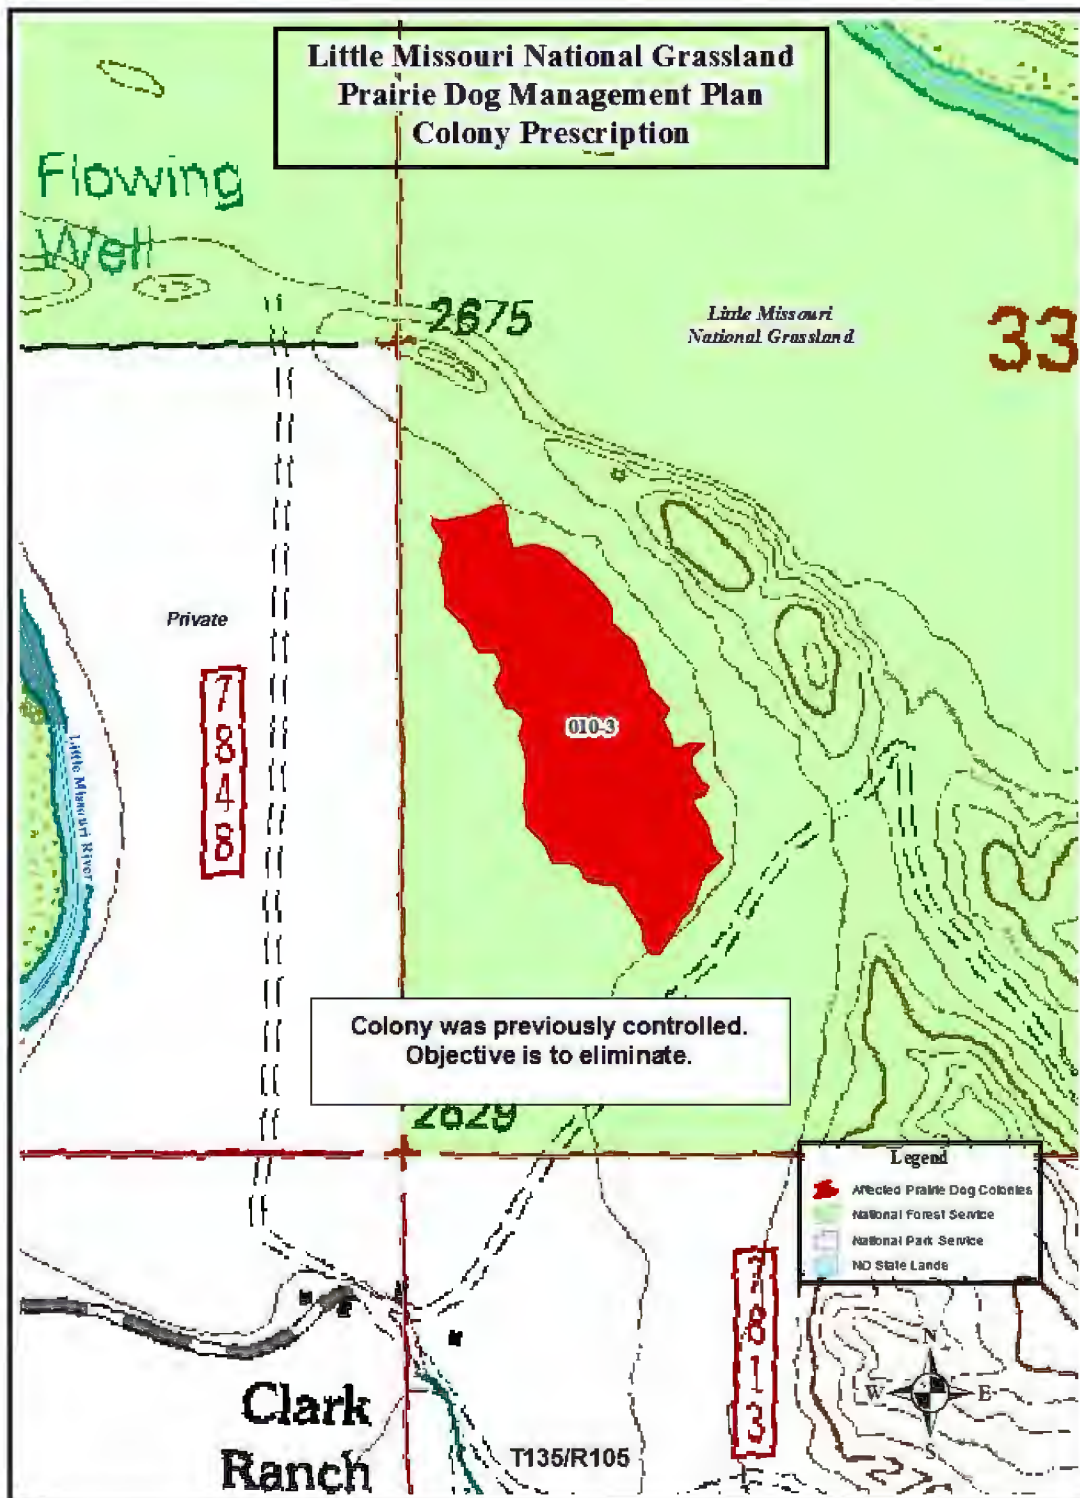 Little Missouri National Grassland
Prairie Dog Management Plan
Colony Prescription
Flowing
Well
2675
Little Missouri
National Grassland
33
Private
7848
Little Missouri River
010-3
Colony was previously controlled.
Objective is to eliminate.
2629
Legend
Affected Prairie Dog Colonies
National Forest Service
National Park Service
ND State Lands
7813
N
W
E
S
Clark
Ranch
T135/R105